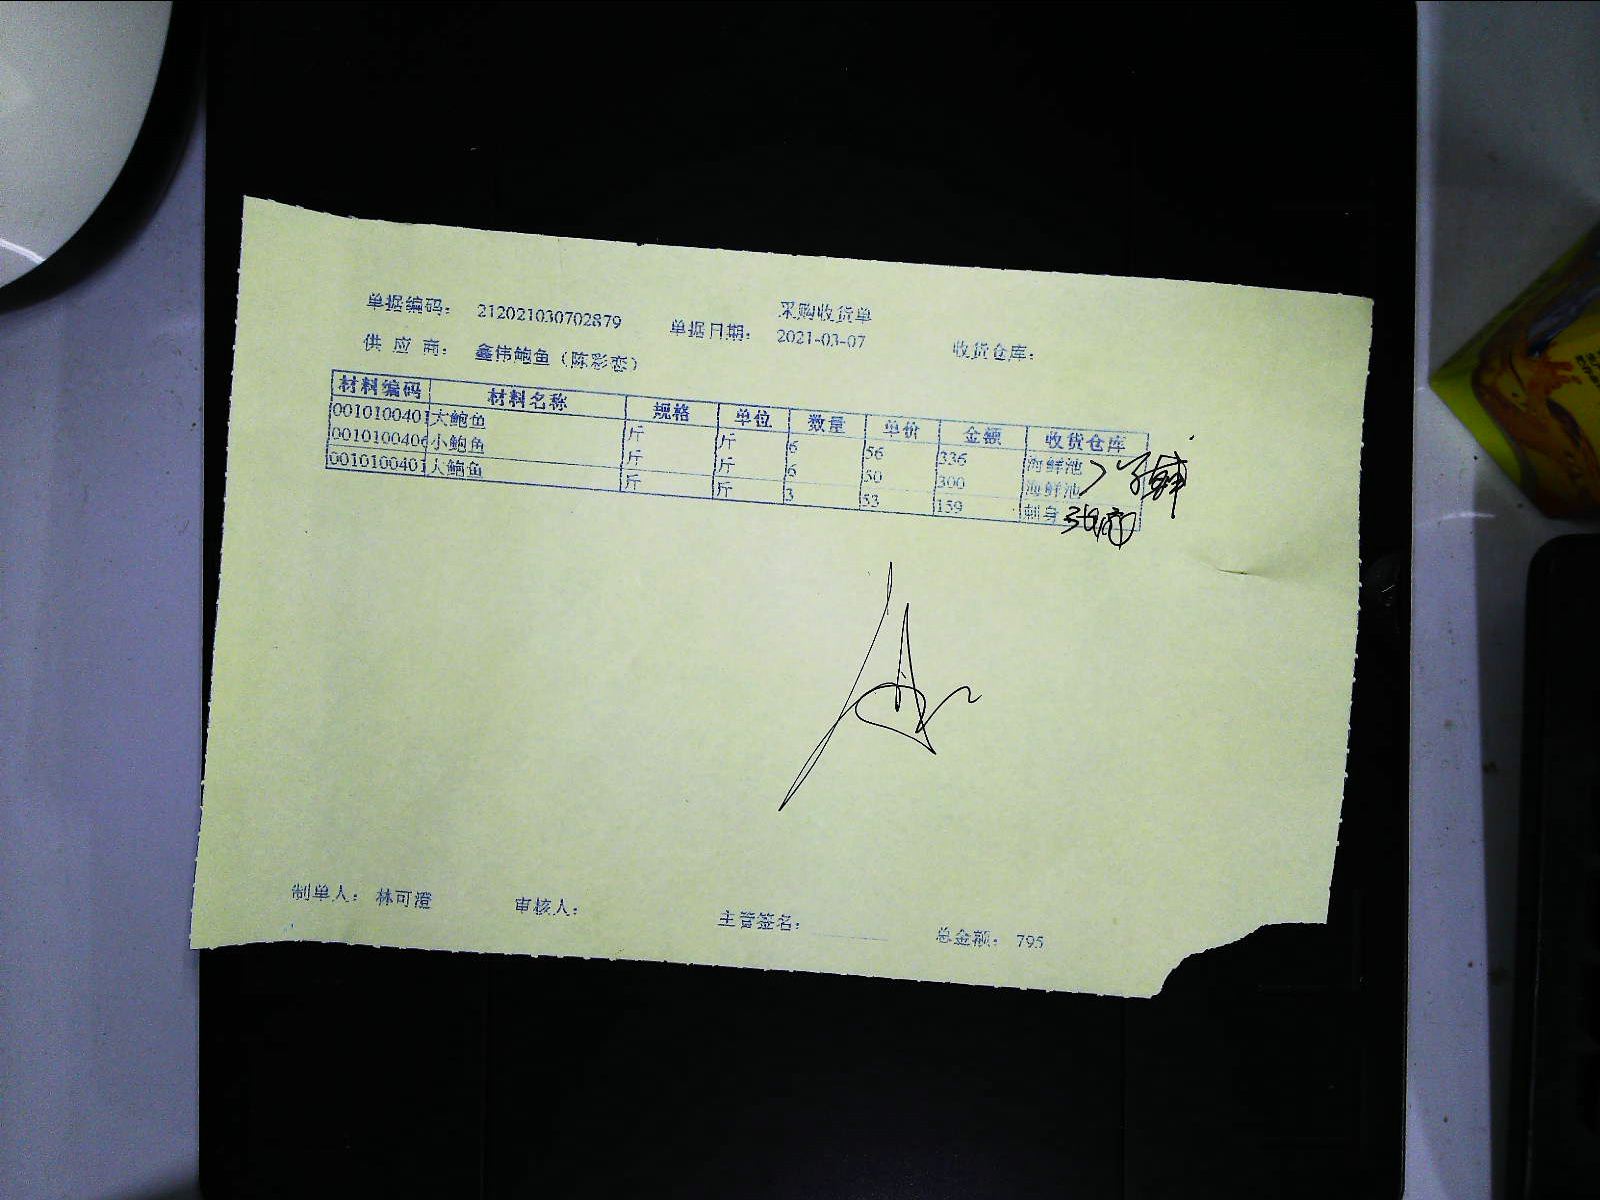 采购收货单
单据编码： 212021030702879 单据日期： 2021-03-07 收货仓库：
供 应 商： 鑫伟鲍鱼（陈彩恋）
材料编码 材料名称 规格 单位 数量 单价 金额 收货仓库
0010100401 大鲍鱼 斤 斤 6 56 336 海鲜池
0010100406 小鲍鱼 斤 斤 6 50 300 海鲜池
0010100401 大鲍鱼 斤 斤 3 53 159 刺身
制单人： 林可澄 审核人： 主管签名： 总金额： 795